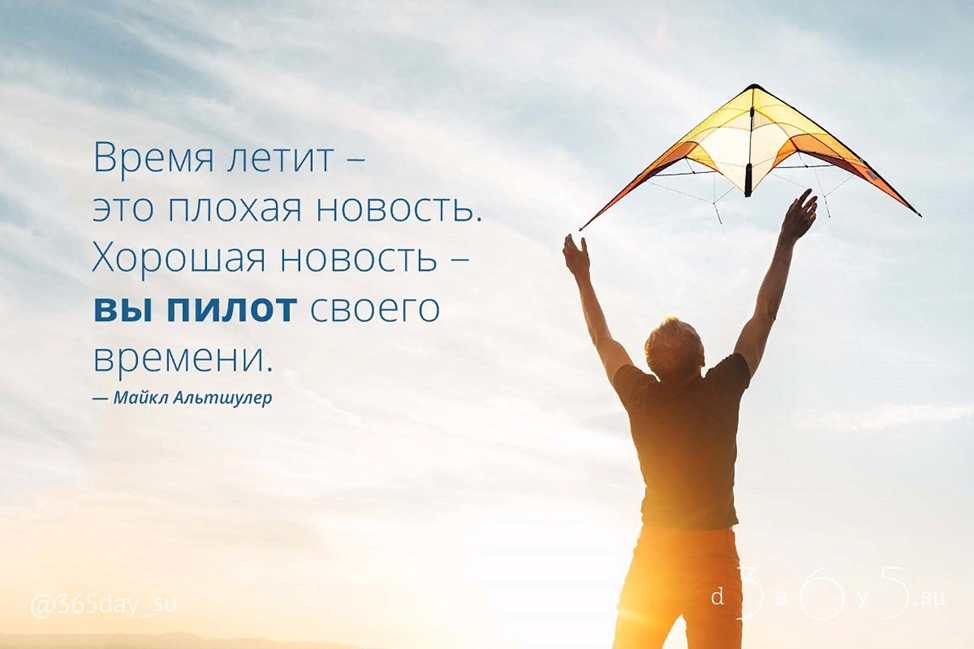 Время летит –
это плохая новость.
Хорошая новость –
вы пилот своего
времени.
— Майкл Альтшулер
@365day_su
d3a6y5.su